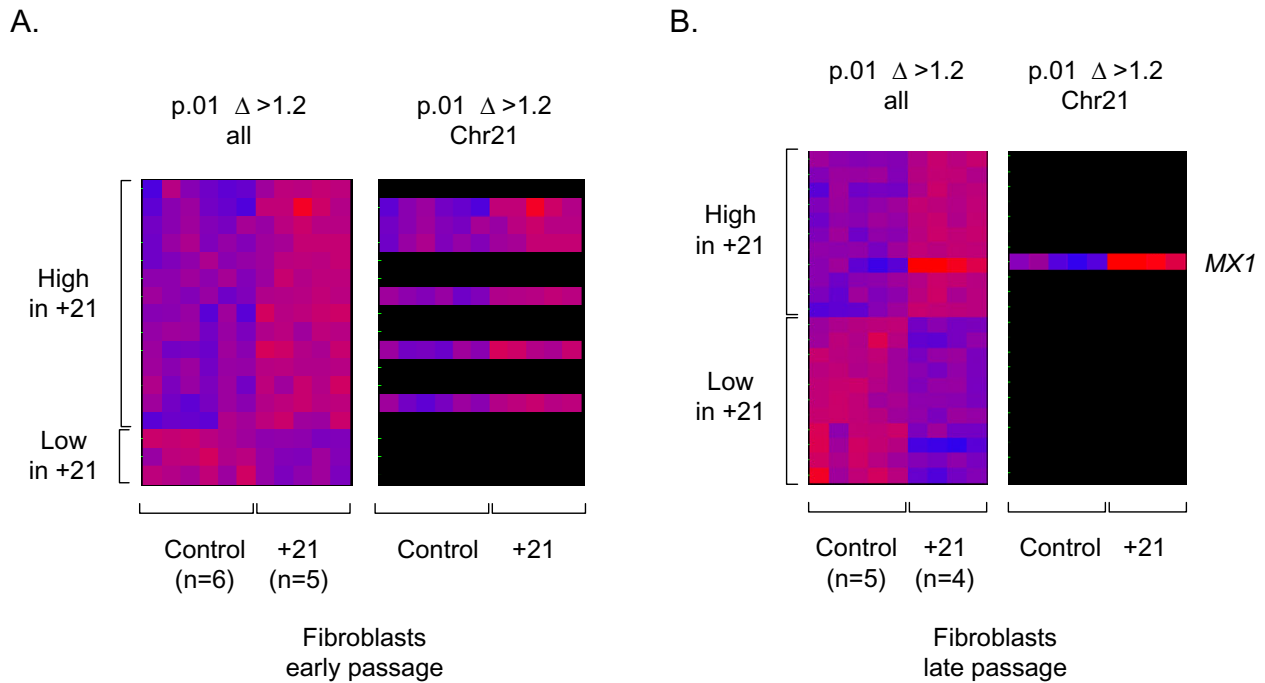 A.
p.01 Δ >1.2
all
p.01 Δ >1.2
Chr21
High
in +21
Low
in +21
Control
(n=6)
+21
(n=5)
Control
+21
Fibroblasts
early passage
B.
p.01 Δ >1.2
all
p.01 Δ >1.2
Chr21
High
in +21
Low
in +21
MX1
Control
(n=5)
+21
(n=4)
Control
+21
Fibroblasts
late passage